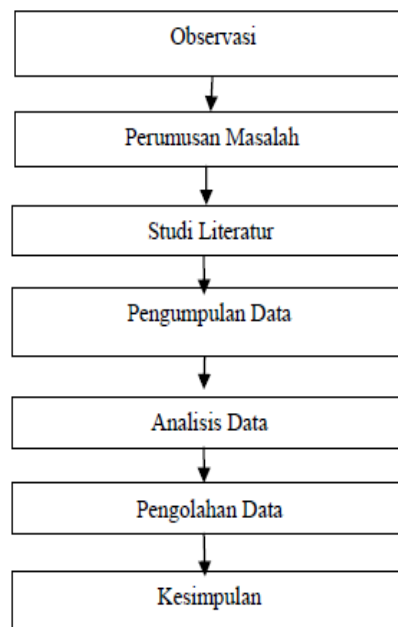 Observasi
Perumusan Masalah
Studi Literatur
Pengumpulan Data
Analisis Data
Pengolahan Data
Kesimpulan